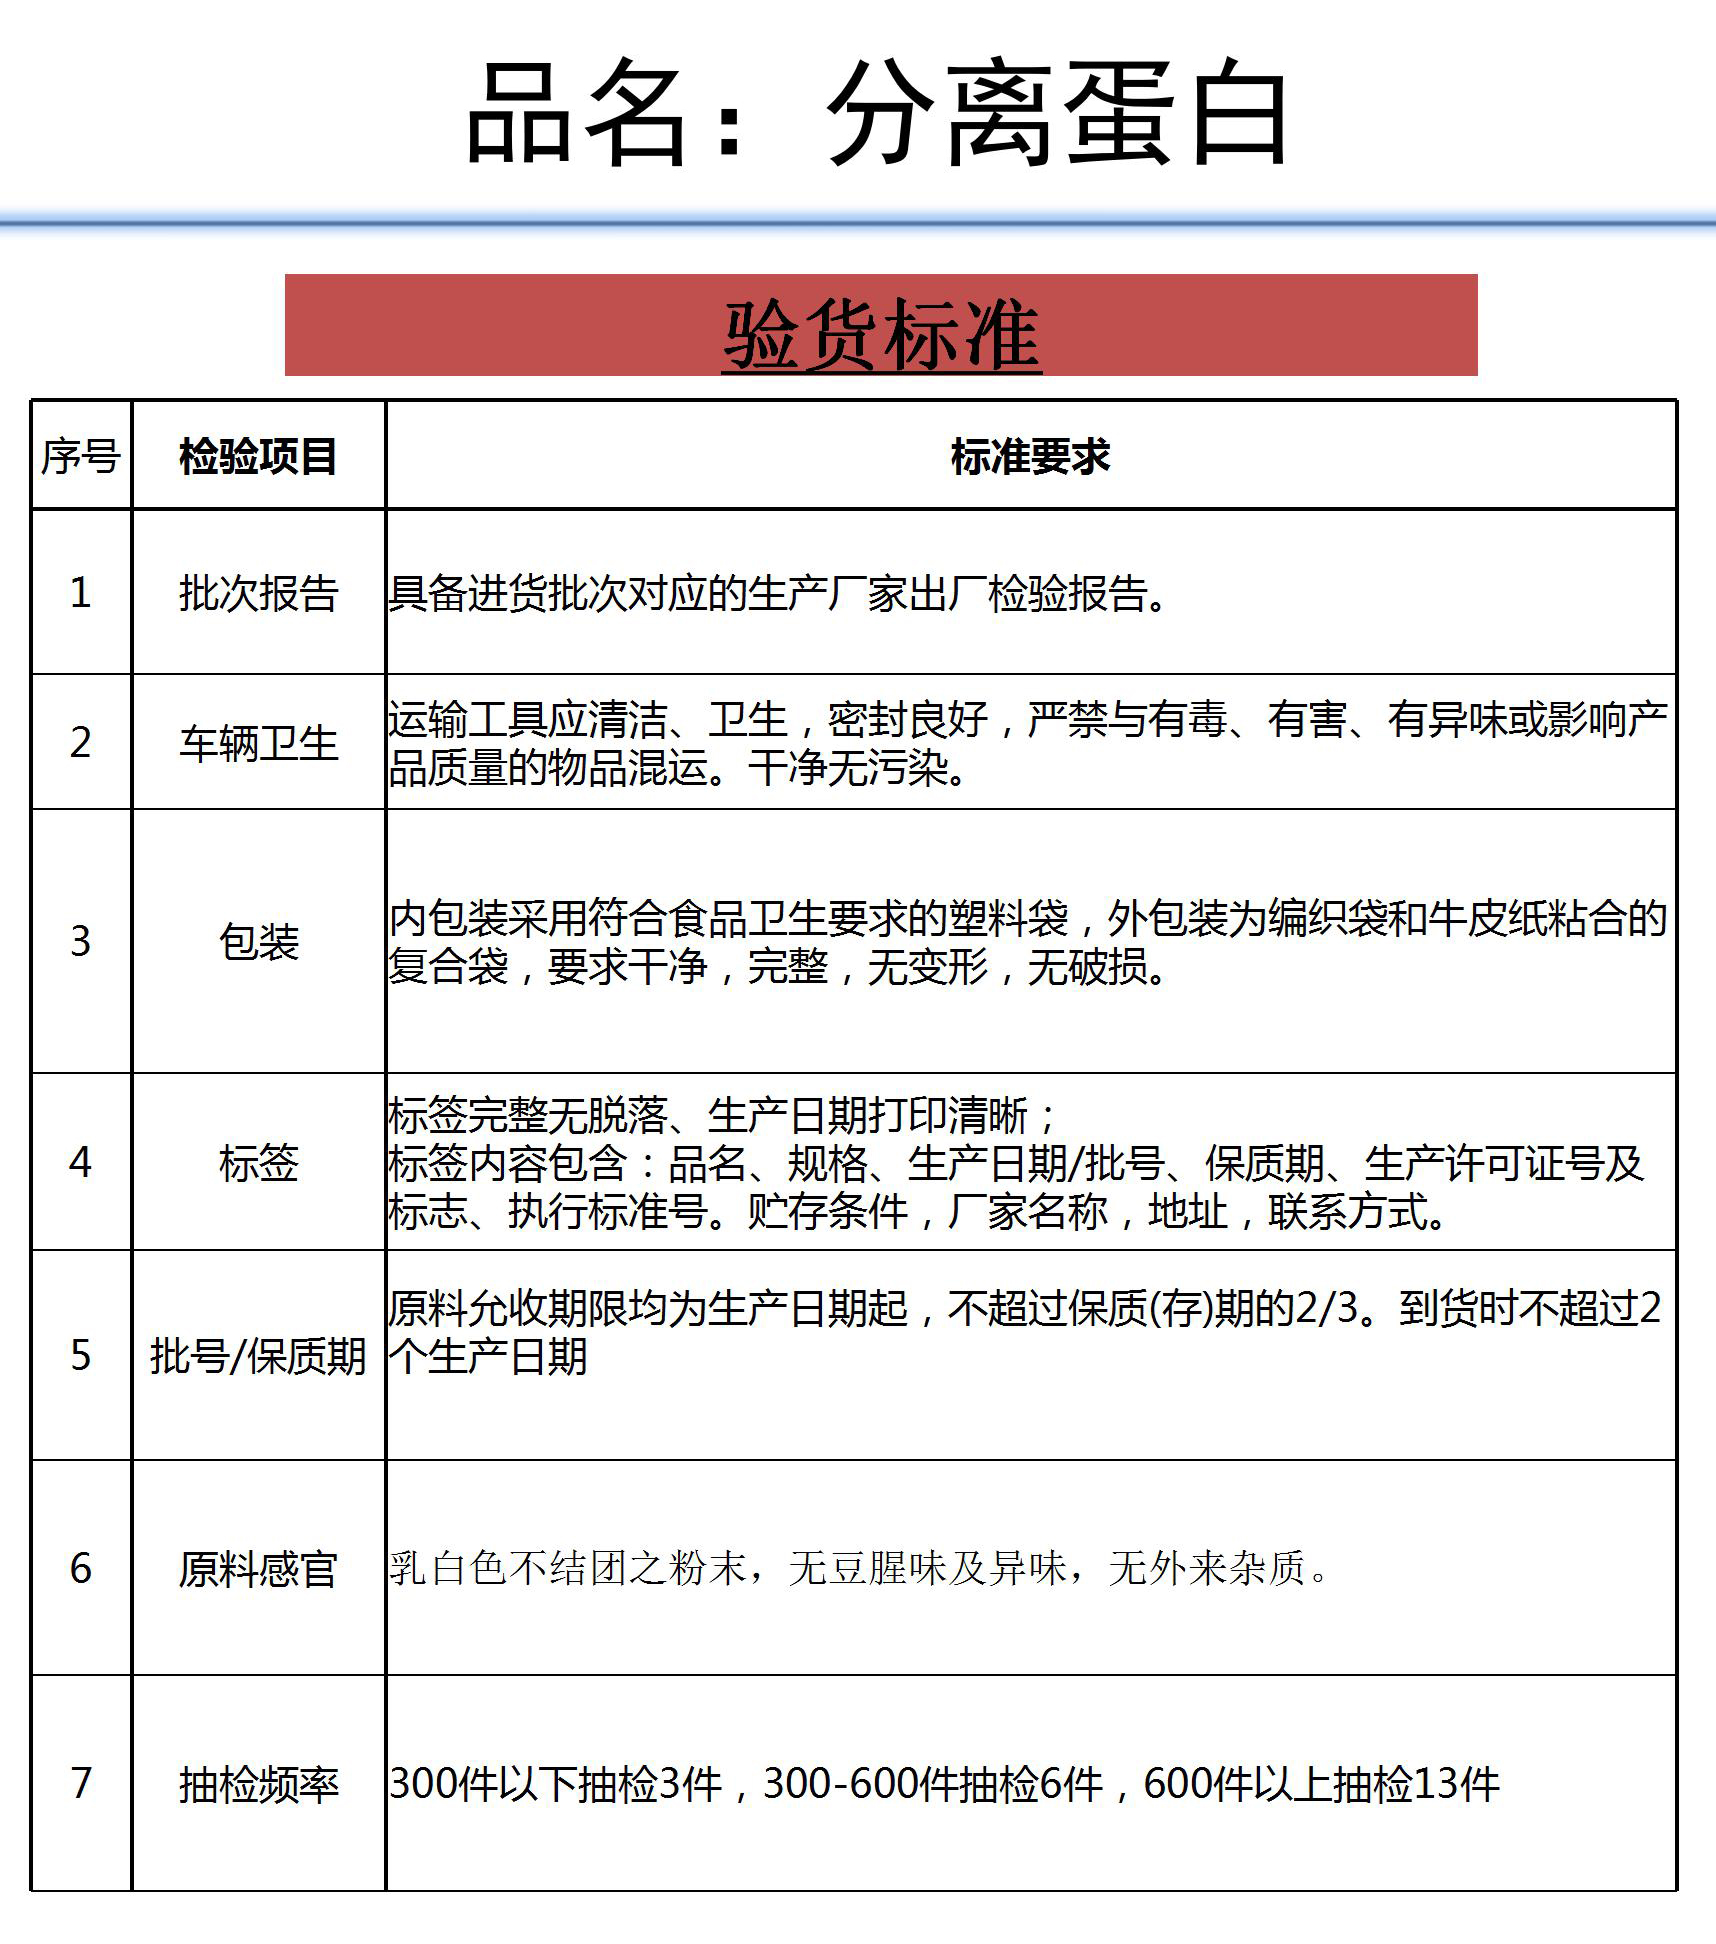 品名：分离蛋白
验货标准
序号 检验项目 标准要求
1 批次报告 具备进货批次对应的生产厂家出厂检验报告。
2 车辆卫生 运输工具应清洁、卫生，密封良好，严禁与有毒、有害、有异味或影响产
品质量的物品混运。干净无污染。
3 包装 内包装采用符合食品卫生要求的塑料袋，外包装为编织袋和牛皮纸粘合的
复合袋，要求干净，完整，无变形，无破损。
4 标签 标签完整无脱落、生产日期打印清晰；
标签内容包含：品名、规格、生产日期/批号、保质期、生产许可证号及
标志、执行标准号。贮存条件，厂家名称，地址，联系方式。
5 批号/保质期 原料允收期限均为生产日期起，不超过保质(存)期的2/3。到货时不超过2
个生产日期
6 原料感官 乳白色不结团之粉末，无豆腥味及异味，无外来杂质。
7 抽检频率 300件以下抽检3件，300-600件抽检6件，600件以上抽检13件